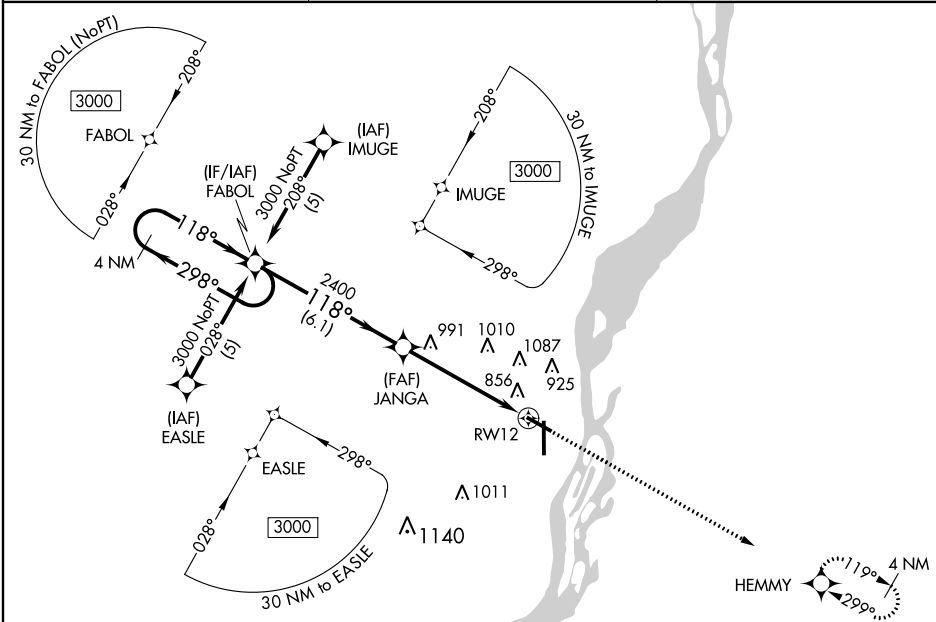 30 NM to FABOL (NoPT)
208°
3000
FABOL
028°
(IAF)
IMUGE
3000 NoPT
208°
(5)
(IF/IAF)
FABOL
208°
3000
IMUGE
30 NM to IMUGE
298°
118°
4 NM
298°
3000 NoPT
028°
(5)
(IAF)
EASLE
2400
118°
(6.1)
(FAF)
JANGA
991
1010
1087
856
925
RW12
298°
EASLE
028°
3000
30 NM to EASLE
1011
1140
HEMMY
119°
4 NM
299°